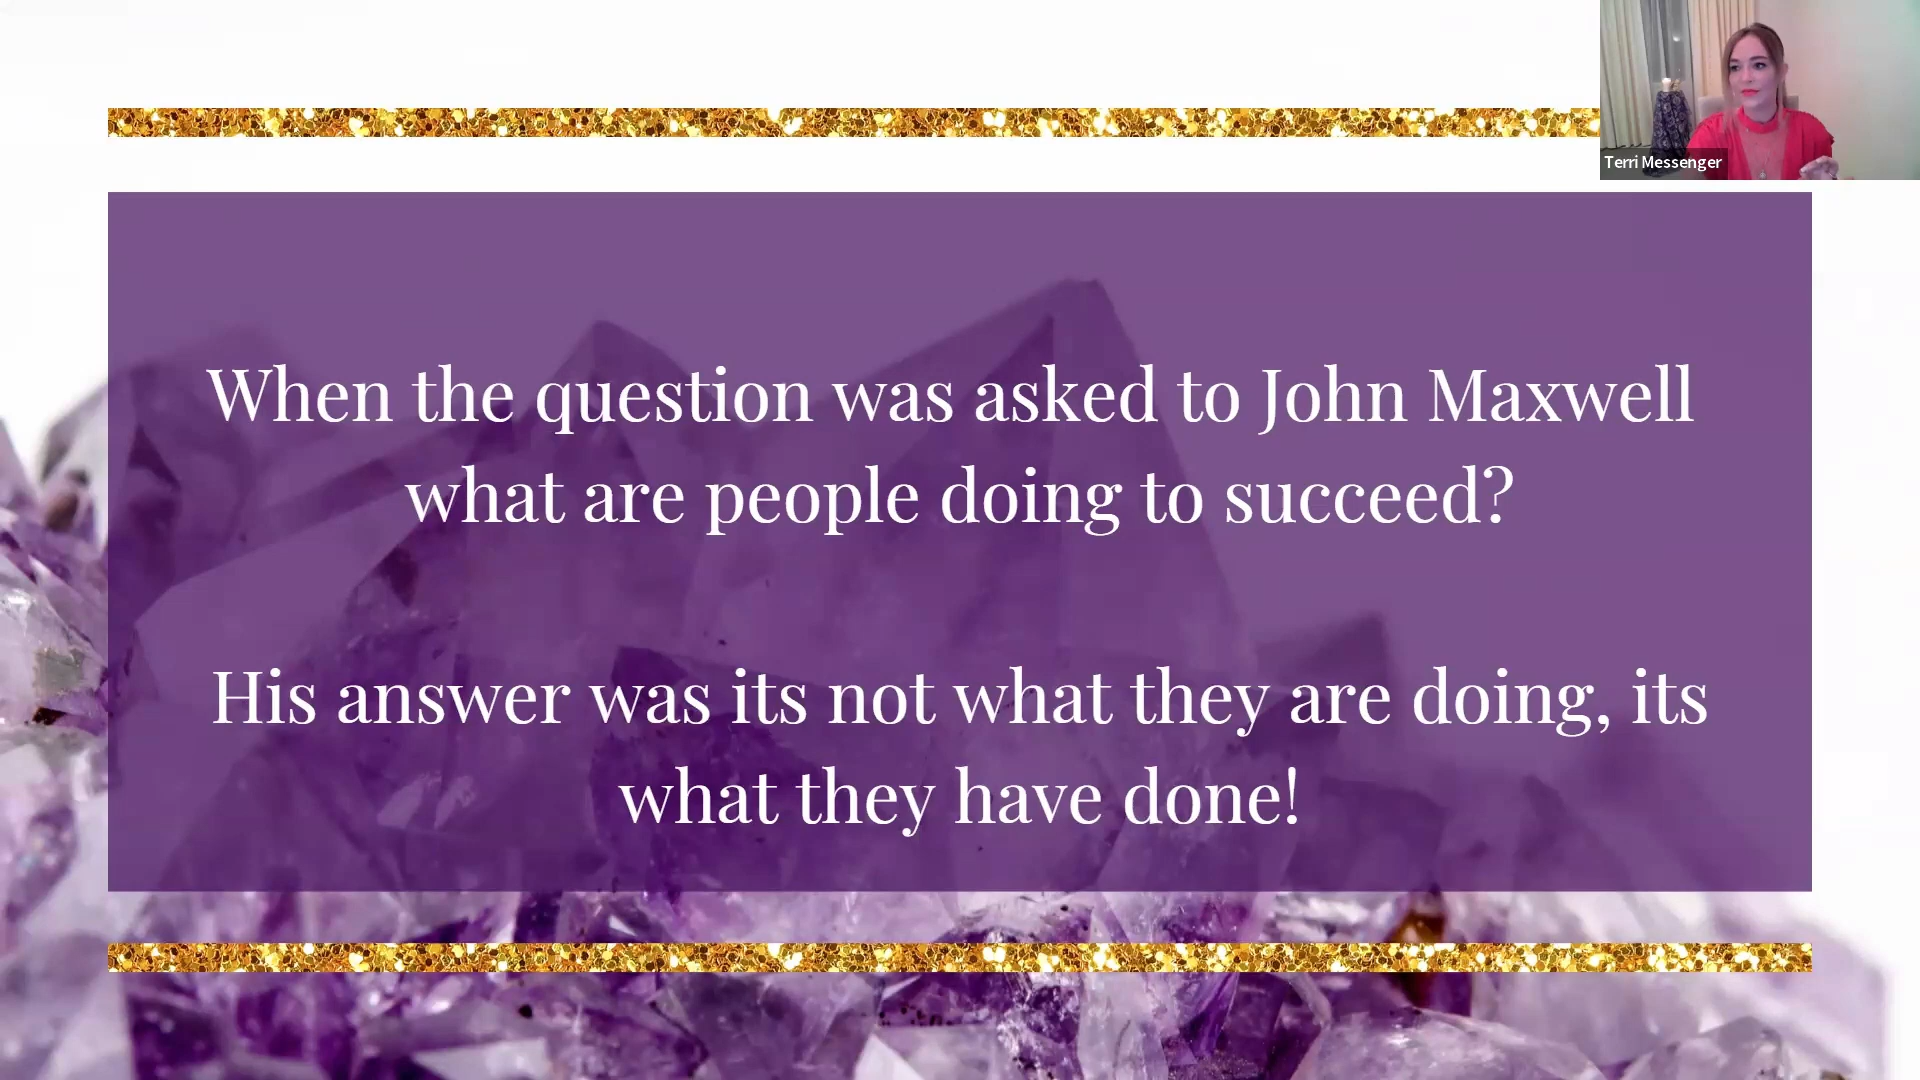 Terri Messenger
When the question was asked to John Maxwell
what are people doing to succeed?
His answer was its not what they are doing, its
what they have done!